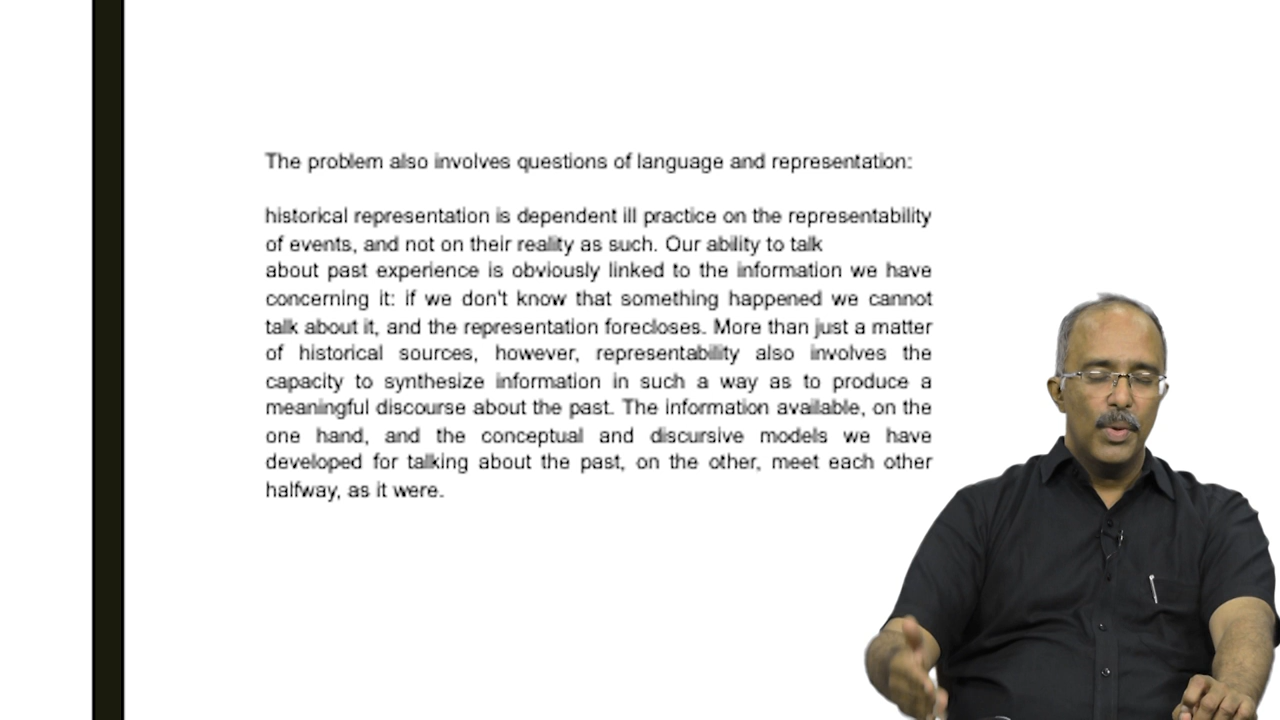 The problem also involves questions of language and representation:
historical representation is dependent ill practice on the representability
of events, and not on their reality as such. Our ability to talk
about past experience is obviously linked to the information we have
concerning it: if we don't know that something happened we cannot
talk about it, and the representation forecloses. More than just a matter
of historical sources, however, representability also involves the
capacity to synthesize information in such a way as to produce a
meaningful discourse about the past. The information available, on the
one hand, and the conceptual and discursive models we have
developed for talking about the past, on the other, meet each other
halfway, as it were.